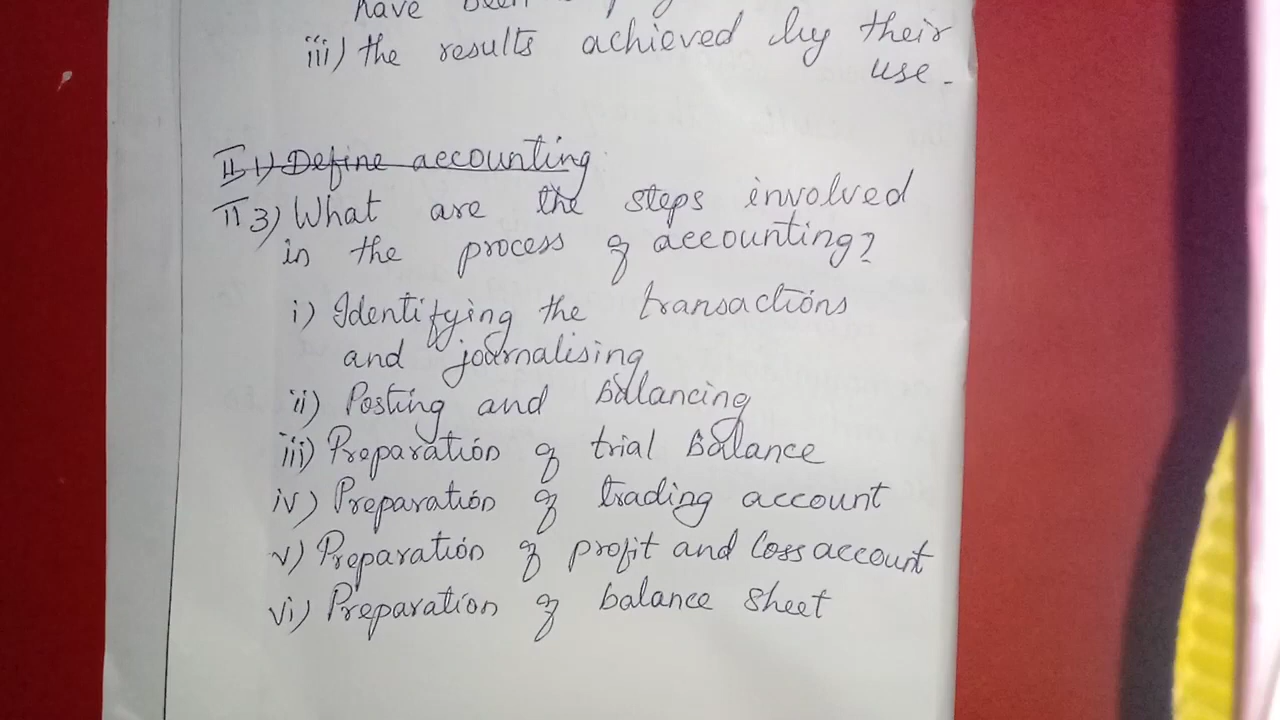 have been
iii) the results achieved by their
use.
II 1) Define accounting
II 3) What are the steps involved
in the process of accounting?
i) Identifying the transactions
and journalising
ii) Posting and balancing
iii) Preparation of trial Balance
iv) Preparation of trading account
v) Preparation of profit and loss account
vi) Preparation of balance sheet